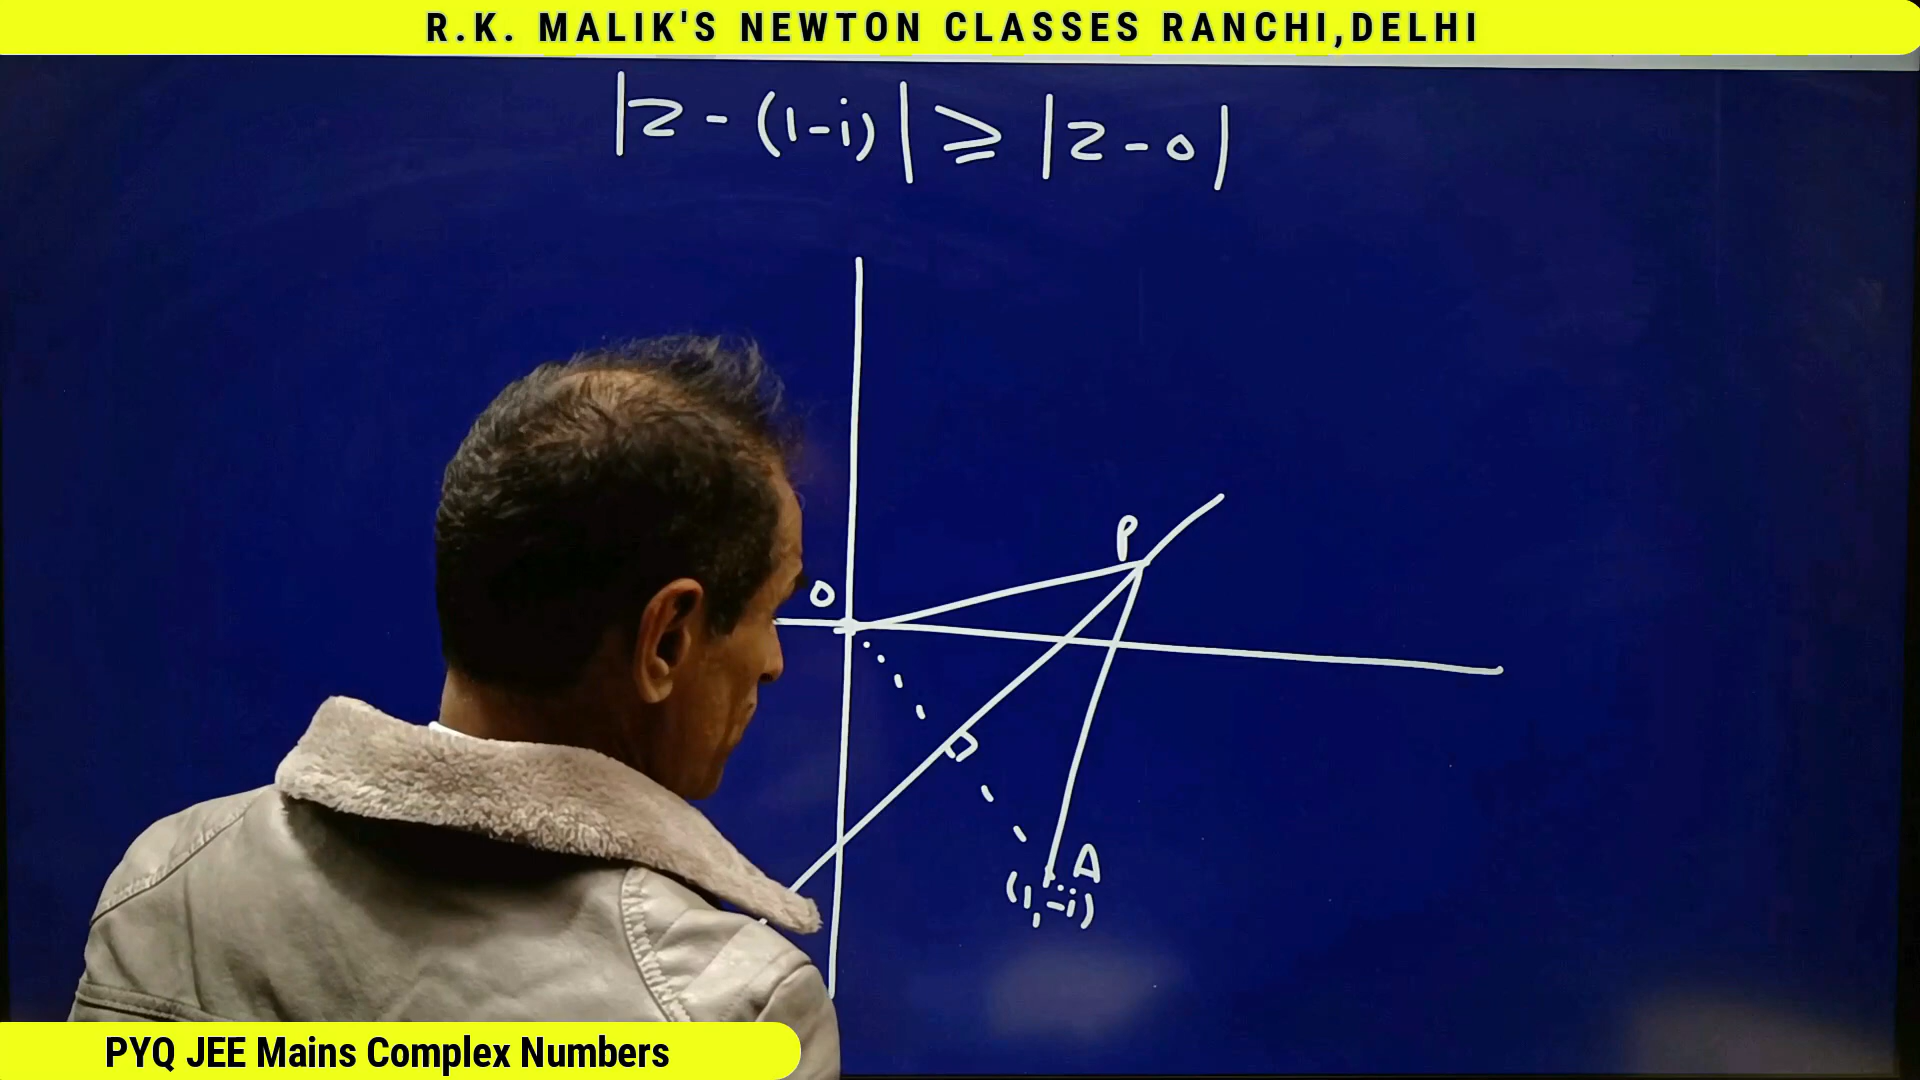 R.K. MALIK'S NEWTON CLASSES RANCHI,DELHI
|z - (1-i)| ≥ |z - 0|
P
O
A
(1,-i)
PYQ JEE Mains Complex Numbers